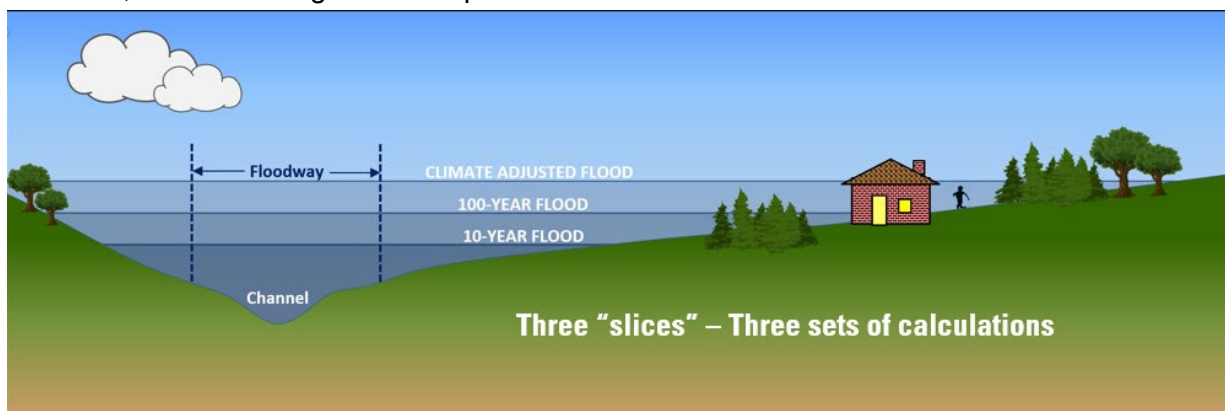 Floodway
CLIMATE ADJUSTED FLOOD
100-YEAR FLOOD
10-YEAR FLOOD
Channel
Three “slices” – Three sets of calculations